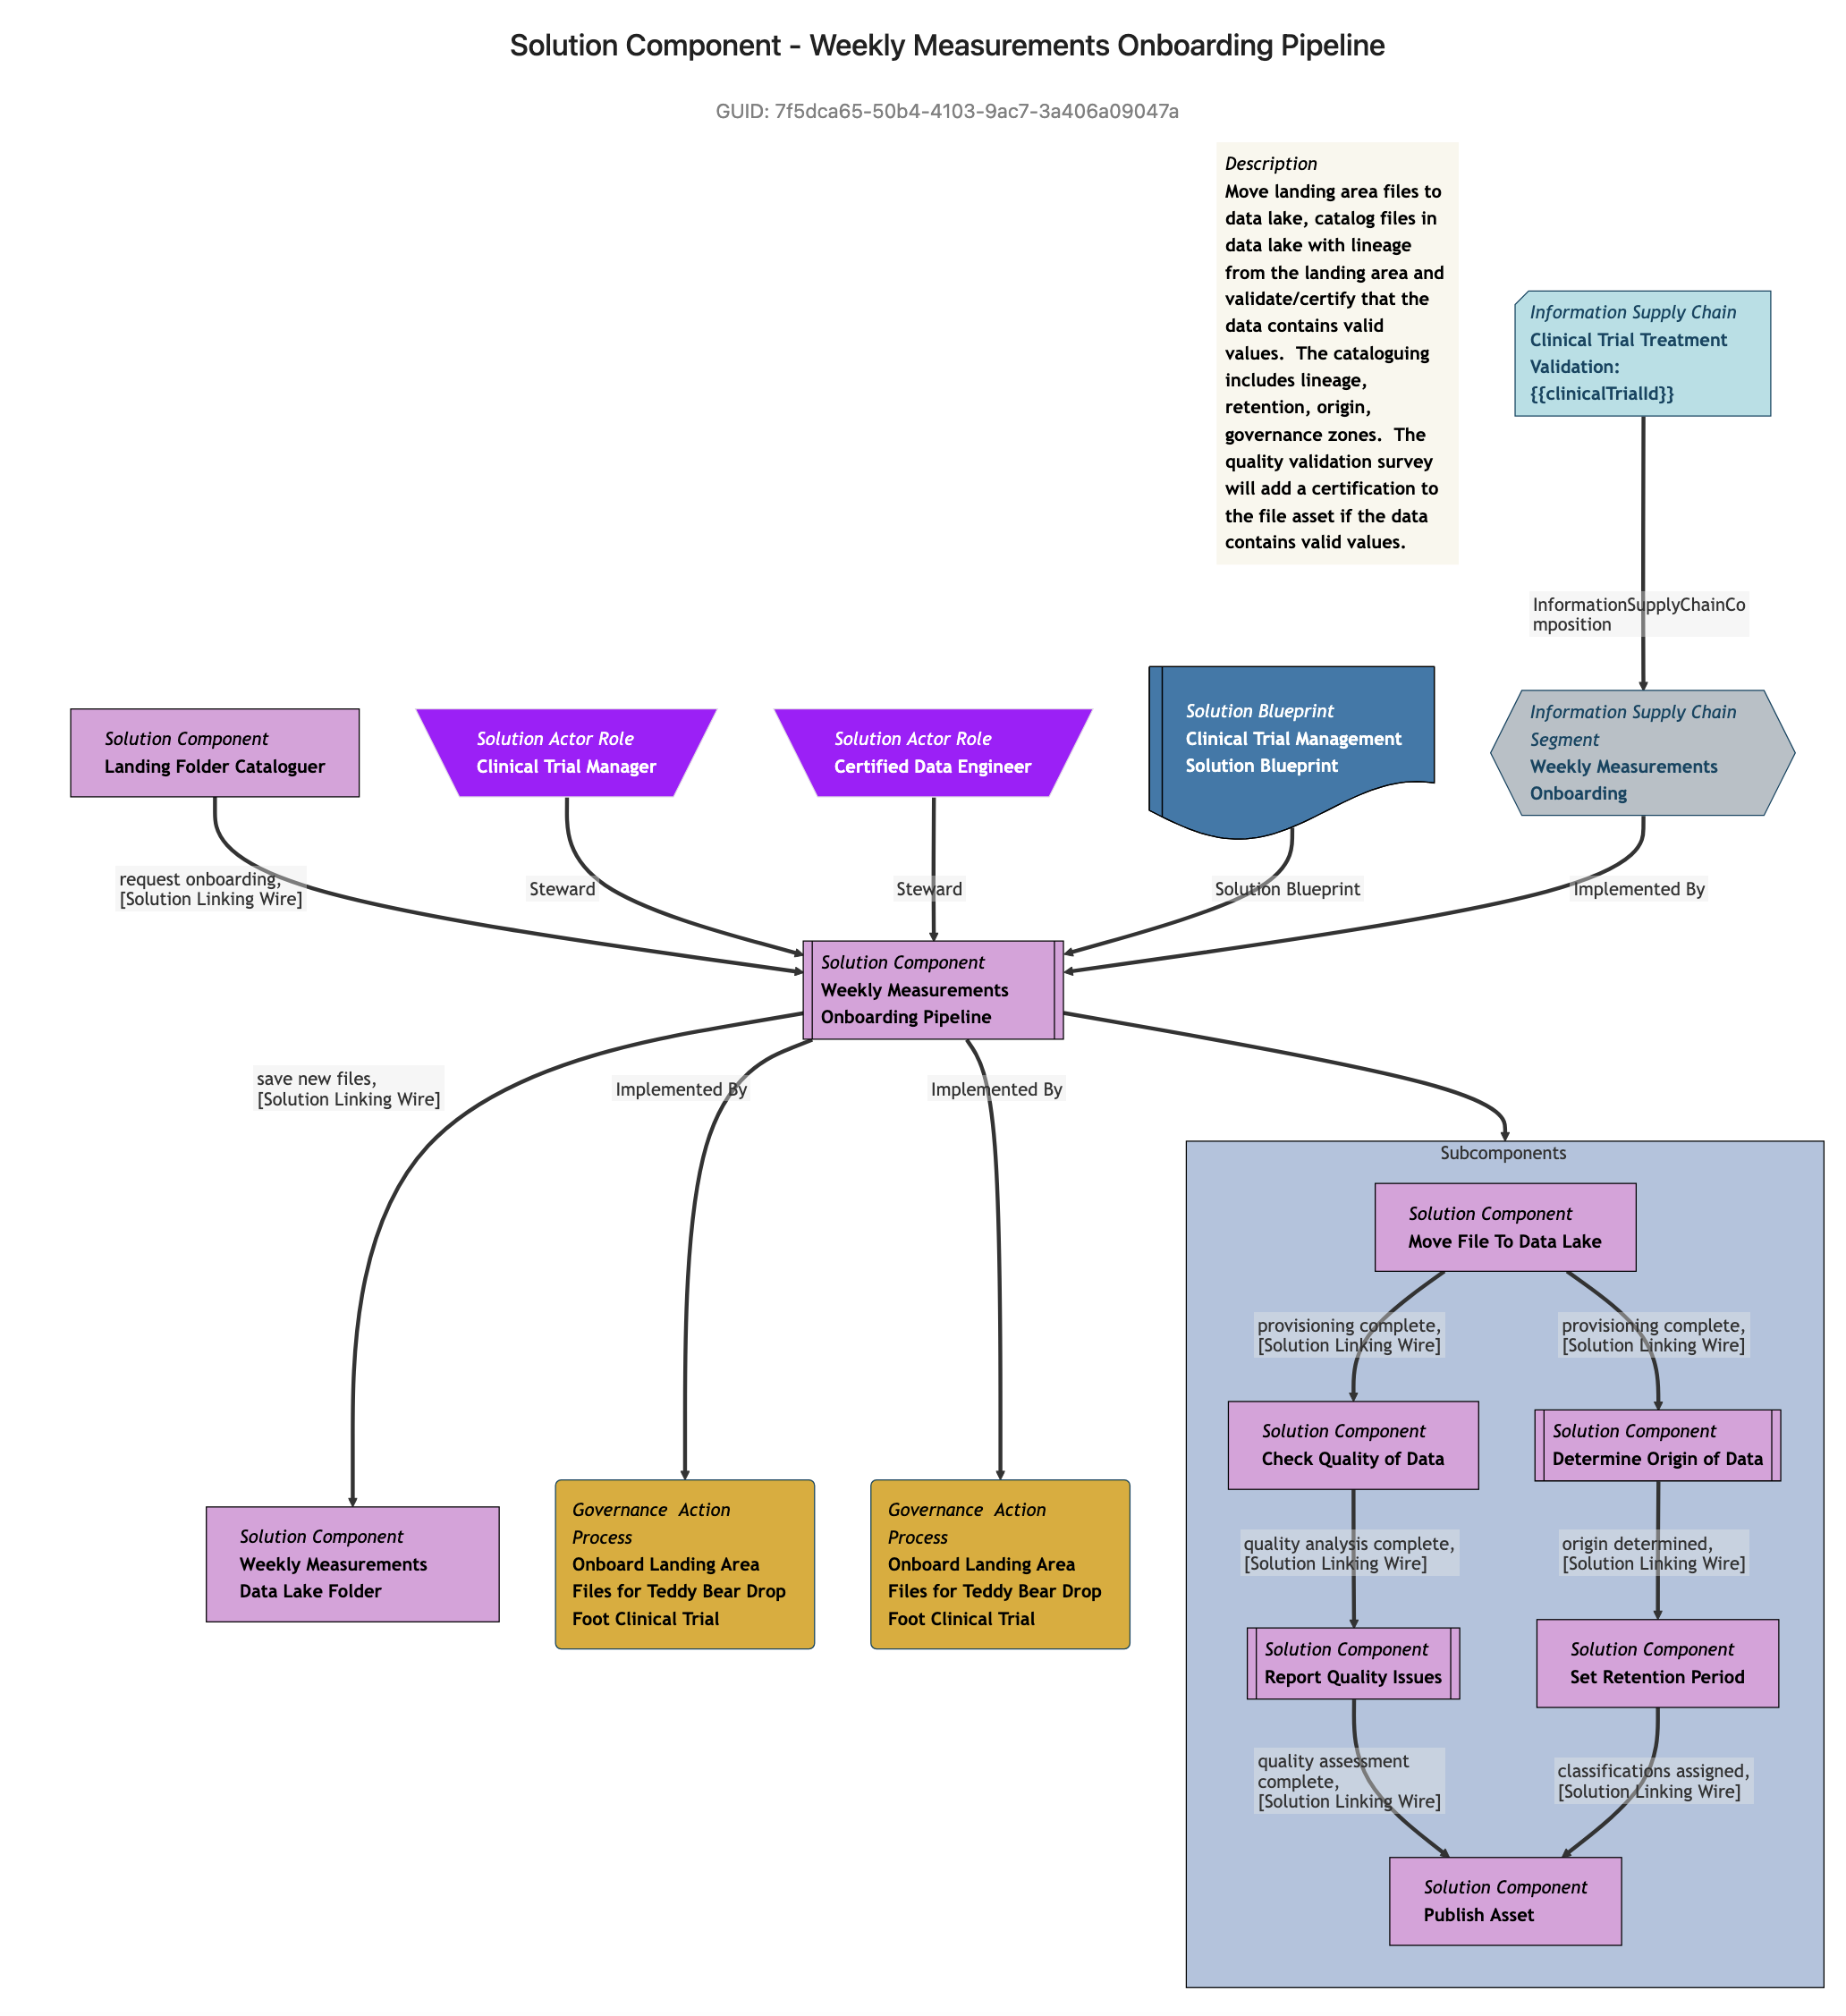 Solution Component - Weekly Measurements Onboarding Pipeline
GUID: 7f5dca65-50b4-4103-9ac7-3a406a09047a
Description
Move landing area files to
data lake, catalog files in
data lake with lineage
from the landing area and
validate/certify that the
data contains valid
values.  The cataloguing
includes lineage,
retention, origin,
governance zones.  The
quality validation survey
will add a certification to
the file asset if the data
contains valid values.
Information Supply Chain
Clinical Trial Treatment
Validation:
{{clinicalTrialId}}
InformationSupplyChainCo
mposition
Solution Component
Landing Folder Cataloguer
Solution Actor Role
Clinical Trial Manager
Solution Actor Role
Certified Data Engineer
Solution Blueprint
Clinical Trial Management
Solution Blueprint
Information Supply Chain
Segment
Weekly Measurements
Onboarding
request onboarding,
[Solution Linking Wire]
Steward
Steward
Solution Blueprint
Implemented By
Solution Component
Weekly Measurements
Onboarding Pipeline
save new files,
[Solution Linking Wire]
Implemented By
Implemented By
Solution Component
Weekly Measurements
Data Lake Folder
Governance  Action
Process
Onboard Landing Area
Files for Teddy Bear Drop
Foot Clinical Trial
Governance  Action
Process
Onboard Landing Area
Files for Teddy Bear Drop
Foot Clinical Trial
Subcomponents
Solution Component
Move File To Data Lake
provisioning complete,
[Solution Linking Wire]
provisioning complete,
[Solution Linking Wire]
Solution Component
Check Quality of Data
Solution Component
Determine Origin of Data
quality analysis complete,
[Solution Linking Wire]
origin determined,
[Solution Linking Wire]
Solution Component
Report Quality Issues
Solution Component
Set Retention Period
quality assessment
complete,
[Solution Linking Wire]
classifications assigned,
[Solution Linking Wire]
Solution Component
Publish Asset